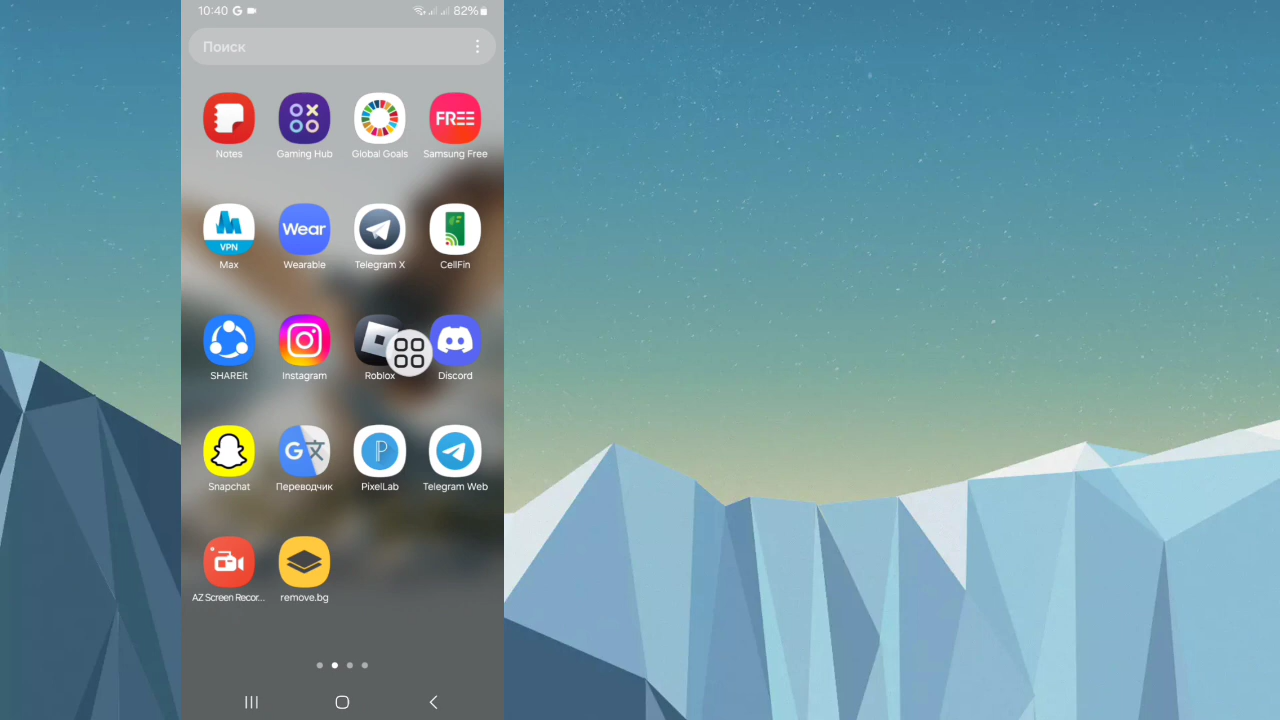 10:40 G 82%
Поиск
FREE
Notes Gaming Hub Global Goals Samsung Free
VPN Wear
Max Wearable Telegram X CellFin
SHAREit Instagram Roblox Discord
G 文 P
Snapchat Переводчик PixelLab Telegram Web
AZ Screen Recor... remove.bg